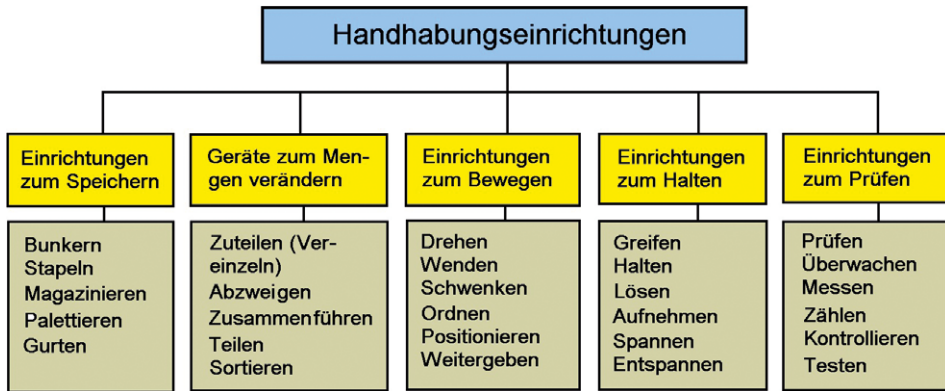 Handhabungseinrichtungen
Einrichtungen
zum Speichern
Geräte zum Men-
gen verändern
Einrichtungen
zum Bewegen
Einrichtungen
zum Halten
Einrichtungen
zum Prüfen
Bunkern
Stapeln
Magazinieren
Palettieren
Gurten
Zuteilen (Ver-
einzeln)
Abzweigen
Zusammenführen
Teilen
Sortieren
Drehen
Wenden
Schwenken
Ordnen
Positionieren
Weitergeben
Greifen
Halten
Lösen
Aufnehmen
Spannen
Entspannen
Prüfen
Überwachen
Messen
Zählen
Kontrollieren
Testen